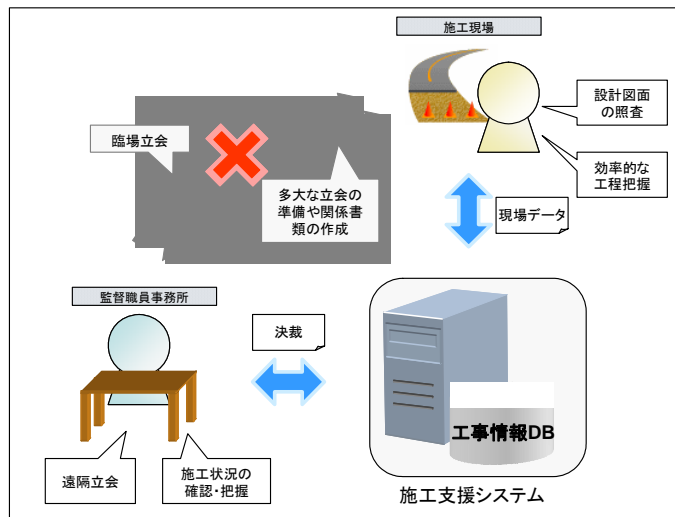 施工現場
設計図面
の照査
臨場立会
効率的な
工程把握
多大な立会の
準備や関係書
類の作成
現場データ
監督職員事務所
決裁
工事情報DB
遠隔立会
施工状況の
確認・把握
施工支援システム